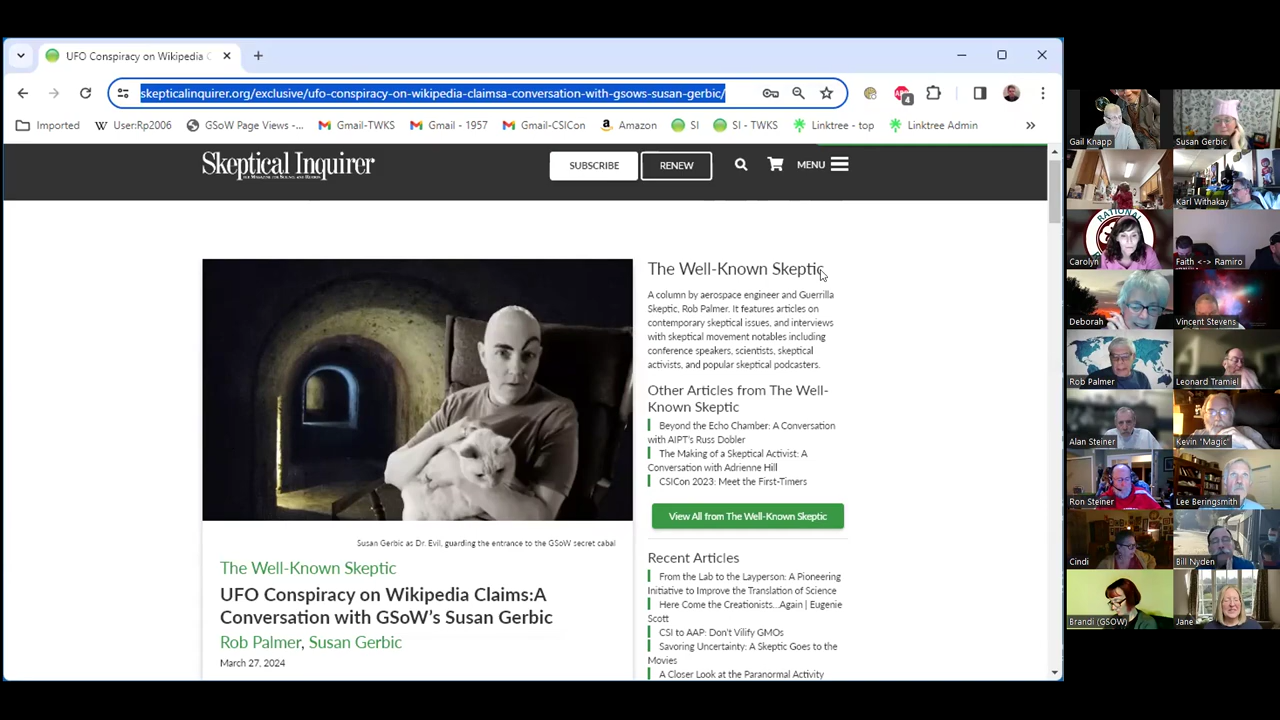 UFO Conspiracy on Wikipedia C
skepticalinquirer.org/exclusive/ufo-conspiracy-on-wikipedia-claimsa-conversation-with-gsows-susan-gerbic/
4
Imported
User:Rp2006
GSoW Page Views -...
Gmail-TWKS
Gmail - 1957
Gmail-CSICon
Amazon
SI
SI - TWKS
Linktree - top
Linktree Admin
Skeptical Inquirer
SUBSCRIBE
RENEW
MENU
Susan Gerbic as Dr. Evil, guarding the entrance to the GSoW secret cabal
The Well-Known Skeptic
UFO Conspiracy on Wikipedia Claims:A
Conversation with GSoW's Susan Gerbic
Rob Palmer, Susan Gerbic
March 27, 2024
The Well-Known Skeptic
A column by aerospace engineer and Guerrilla
Skeptic, Rob Palmer. It features articles on
contemporary skeptical issues, and interviews
with skeptical movement notables including
conference speakers, scientists, skeptical
activists, and popular skeptical podcasters.
Other Articles from The Well-
Known Skeptic
Beyond the Echo Chamber: A Conversation
with AIPT's Russ Dobler
The Making of a Skeptical Activist: A
Conversation with Adrienne Hill
CSICon 2023: Meet the First-Timers
View All from The Well-Known Skeptic
Recent Articles
From the Lab to the Layperson: A Pioneering
Initiative to Improve the Translation of Science
Here Come the Creationists...Again | Eugenie
Scott
CSI to AAP: Don't Vilify GMOs
Savoring Uncertainty: A Skeptic Goes to the
Movies
A Closer Look at the Paranormal Activity
Gail Knapp
Susan Gerbic
Karl Withakay
RATIONAL
Carolyn
Faith <-> Ramiro
Deborah
Vincent Stevens
Rob Palmer
Leonard Tramiel
Alan Steiner
Kevin "Magic"
Ron Steiner
Lee Beringsmith
Cindi
Bill Nyden
Brandi (GSOW)
Jane